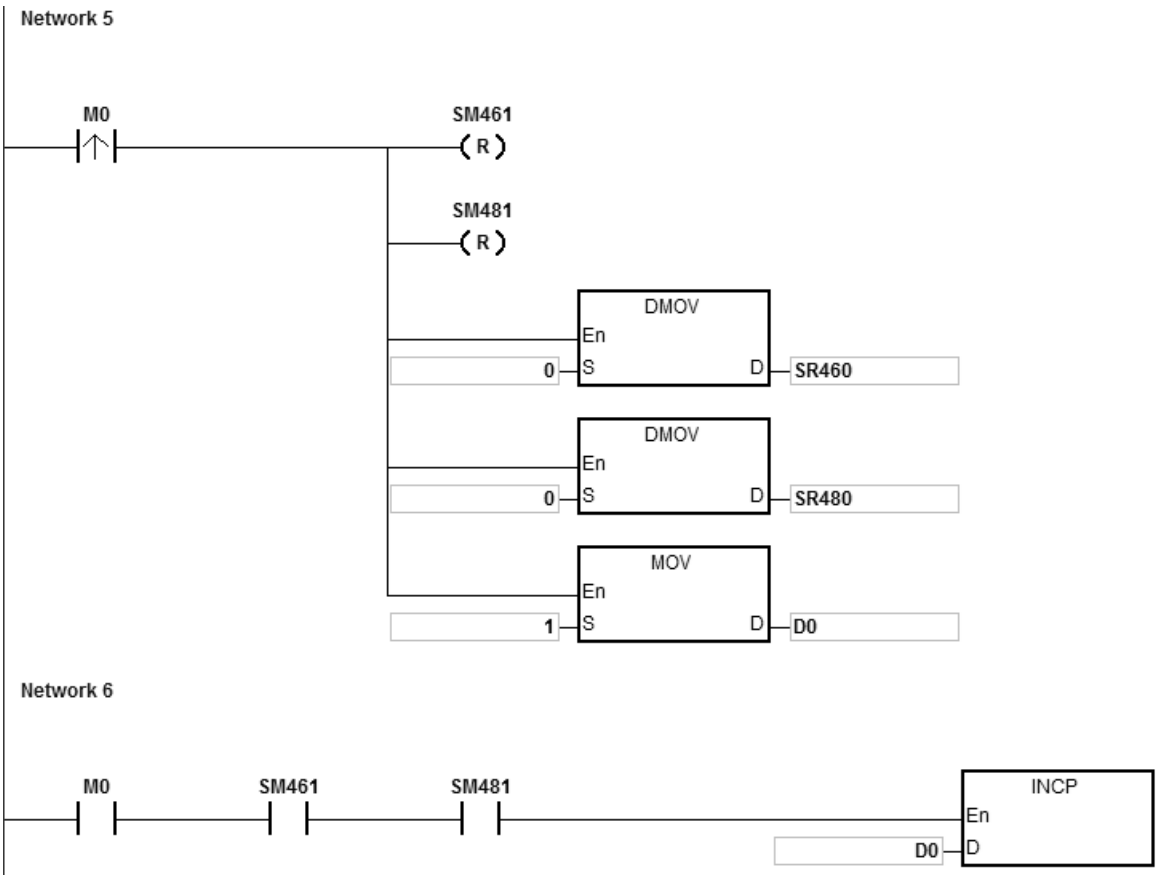 Network 5
M0
SM461
( R )
SM481
( R )
DMOV
En
0 S D SR460
DMOV
En
0 S D SR480
MOV
En
1 S D D0
Network 6
M0 SM461 SM481 INCP
En
D0 D